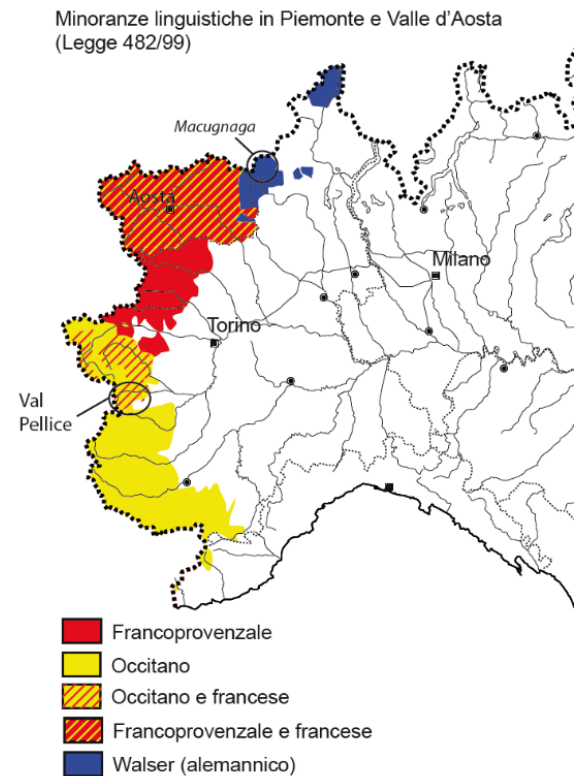 Minoranze linguistiche in Piemonte e Valle d'Aosta
(Legge 482/99)
Macugnaga
Aosta
Milano
Torino
Val
Pellice
Francoprovenzale
Occitano
Occitano e francese
Francoprovenzale e francese
Walser (alemannico)